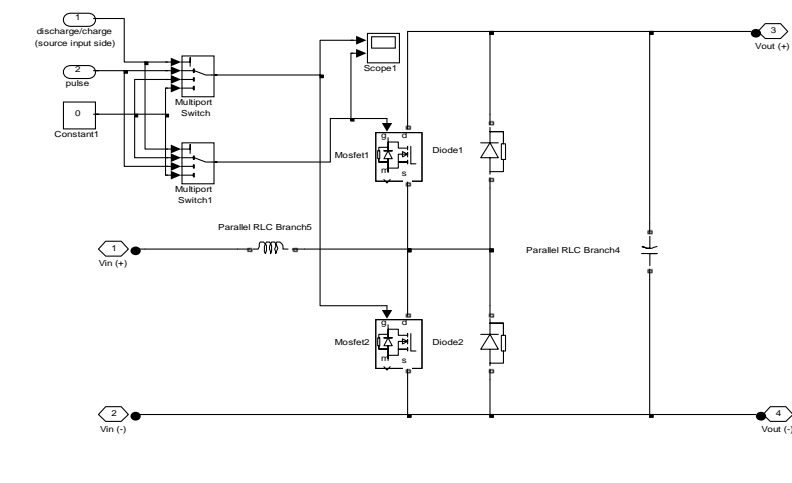 1
discharge/charge
(source input side)
2
pulse
0
Constant1
Multiport
Switch
Multiport
Switch1
Scope1
3
Vout (+)
g
d
Mosfet1
m
s
Diode1
Parallel RLC Branch5
1
Vin (+)
Parallel RLC Branch4
g
d
Mosfet2
m
s
Diode2
2
Vin (-)
4
Vout (-)